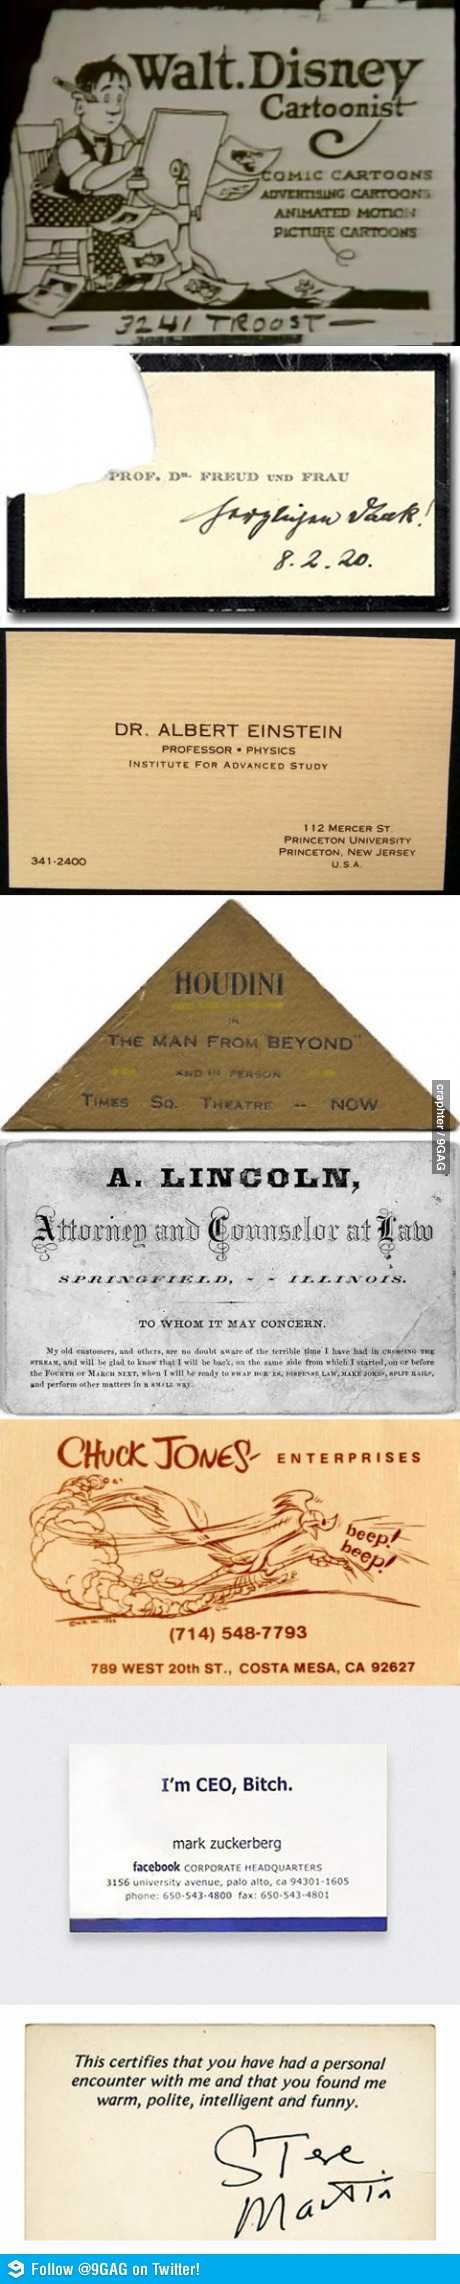 Walt. Disney
Cartoonist
COMIC CARTOONS
ADVERTISING CARTOONS
ANIMATED MOTION
PICTURE CARTOONS
— 3241 TROOST —
PROF. DR. FREUD UND FRAU
Herzlichen Dank!
8.2.20.
DR. ALBERT EINSTEIN
PROFESSOR • PHYSICS
INSTITUTE FOR ADVANCED STUDY
112 MERCER ST.
PRINCETON UNIVERSITY
PRINCETON, NEW JERSEY
U.S.A.
341-2400
HOUDINI
IN
"THE MAN FROM BEYOND"
AND IN PERSON
TIMES SQ. THEATRE -- NOW
craphter / 9GAG
A. LINCOLN,
Attorney and Counselor at Law
SPRINGFIELD, - - ILLINOIS.
TO WHOM IT MAY CONCERN.
My old customers, and others, are no doubt aware of the terrible time I have had in CROSSING THE
STREAM, and will be glad to know that I will be back, on the same side from which I started, on or before
the FOURTH OF MARCH NEXT, when I will be ready to SWAP HORSES, DISPENSE LAW, MAKE JOKES, SPLIT RAILS,
and perform other matters in a SMALL WAY.
CHUCK JONES ENTERPRISES
beep!
beep!
(714) 548-7793
789 WEST 20th ST., COSTA MESA, CA 92627
I'm CEO, Bitch.
mark zuckerberg
facebook CORPORATE HEADQUARTERS
3156 university avenue, palo alto, ca 94301-1605
phone: 650-543-4800 fax: 650-543-4801
This certifies that you have had a personal
encounter with me and that you found me
warm, polite, intelligent and funny.
Steve
Martin
Follow @9GAG on Twitter!